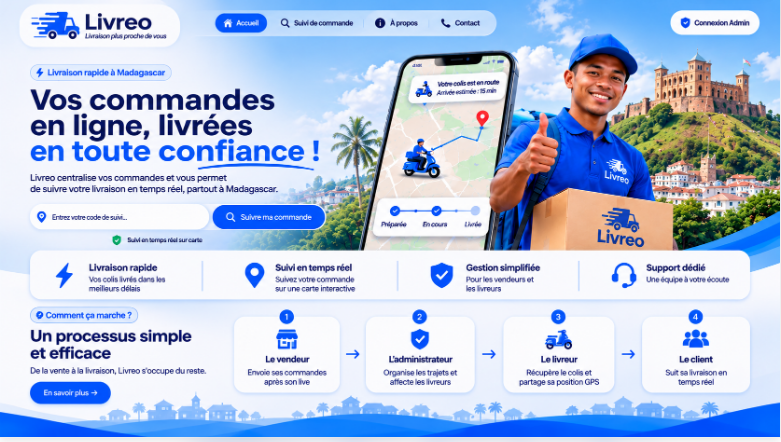 Livreo
Livraison plus proche de vous
Accueil
Suivi de commande
À propos
Contact
Connexion Admin
Livraison rapide à Madagascar
Vos commandes
en ligne, livrées
en toute confiance !
Livreo centralise vos commandes et vous permet
de suivre votre livraison en temps réel, partout à Madagascar.
Entrez votre code de suivi...
Suivre ma commande
Suivi en temps réel sur carte
Votre colis est en route
Arrivée estimée : 15 min
Préparée
En cours
Livrée
Livreo
Livreo
Livraison rapide
Vos colis livrés dans les
meilleurs délais
Suivi en temps réel
Suivez votre commande
sur une carte interactive
Gestion simplifiée
Pour les vendeurs et
les livreurs
Support dédié
Une équipe à votre écoute
Comment ça marche ?
Un processus simple
et efficace
De la vente à la livraison, Livreo s'occupe du reste.
En savoir plus →
1
Le vendeur
Envoie ses commandes
après son live
2
L'administrateur
Organise les trajets et
affecte les livreurs
3
Le livreur
Récupère le colis et
partage sa position GPS
4
Le client
Suit sa livraison en
temps réel